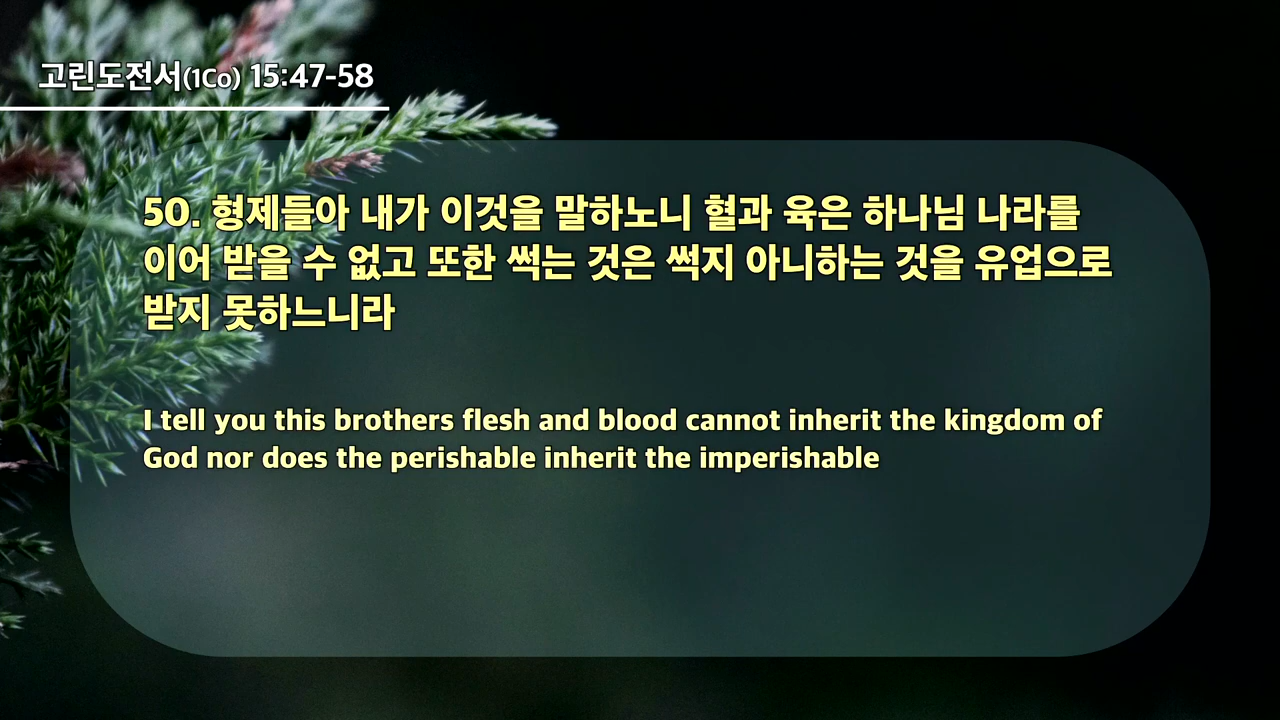 고린도전서(1Co) 15:47-58
50. 형제들아 내가 이것을 말하노니 혈과 육은 하나님 나라를
이어 받을 수 없고 또한 썩는 것은 썩지 아니하는 것을 유업으로
받지 못하느니라
I tell you this brothers flesh and blood cannot inherit the kingdom of
God nor does the perishable inherit the imperishable